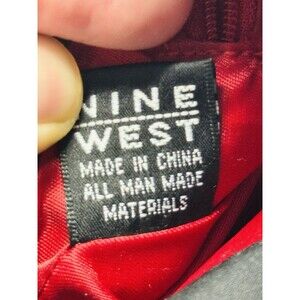 NINE
WEST
MADE IN CHINA
ALL MAN MADE
MATERIALS